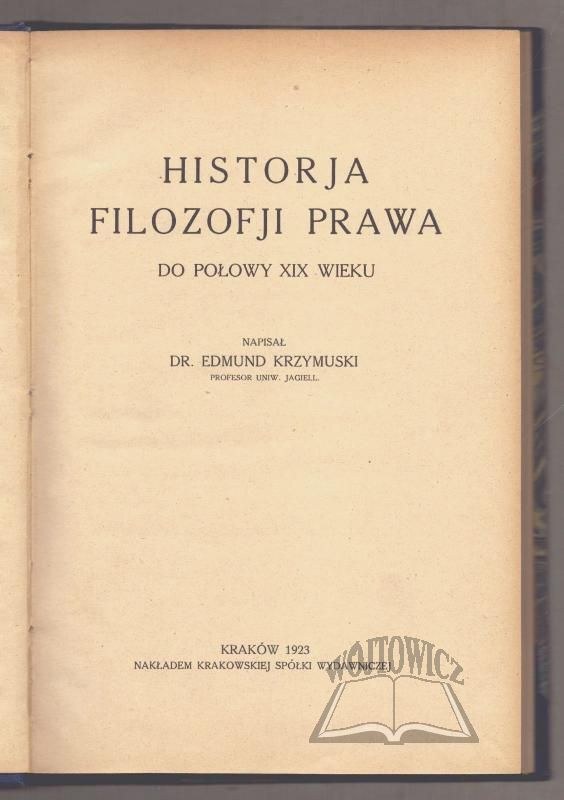 HISTORJA
FILOZOFJI PRAWA
DO POŁOWY XIX WIEKU
NAPISAŁ
DR. EDMUND KRZYMUSKI
PROFESOR UNIW. JAGIELL.
KRAKÓW 1923
NAKŁADEM KRAKOWSKIEJ SPÓŁKI WYDAWNICZEJ
WÓJTOWICZ